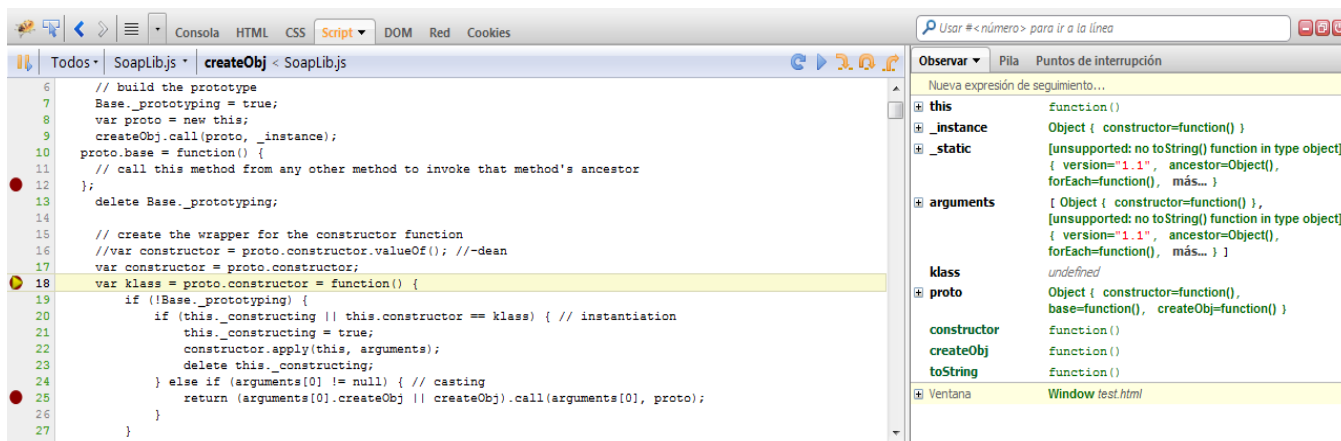 Consola HTML CSS Script DOM Red Cookies
Usar #<número> para ir a la línea
Todos SoapLib.js createObj < SoapLib.js
Observar Pila Puntos de interrupción
6 // build the prototype
7 Base._prototyping = true;
8 var proto = new this;
9 createObj.call(proto, _instance);
10 proto.base = function() {
11 // call this method from any other method to invoke that method's ancestor
12 };
13 delete Base._prototyping;
14
15 // create the wrapper for the constructor function
16 //var constructor = proto.constructor.valueOf(); //-dean
17 var constructor = proto.constructor;
18 var klass = proto.constructor = function() {
19 if (!Base._prototyping) {
20 if (this._constructing || this.constructor == klass) { // instantiation
21 this._constructing = true;
22 constructor.apply(this, arguments);
23 delete this._constructing;
24 } else if (arguments[0] != null) { // casting
25 return (arguments[0].createObj || createObj).call(arguments[0], proto);
26 }
27 }
Nueva expresión de seguimiento...
this function()
_instance Object { constructor=function() }
_static [unsupported: no toString() function in type object]
{ version="1.1", ancestor=Object(),
forEach=function(), más... }
arguments [ Object { constructor=function() },
[unsupported: no toString() function in type object]
{ version="1.1", ancestor=Object(),
forEach=function(), más... } ]
klass undefined
proto Object { constructor=function(),
base=function(), createObj=function() }
constructor function()
createObj function()
toString function()
Ventana Window test.html